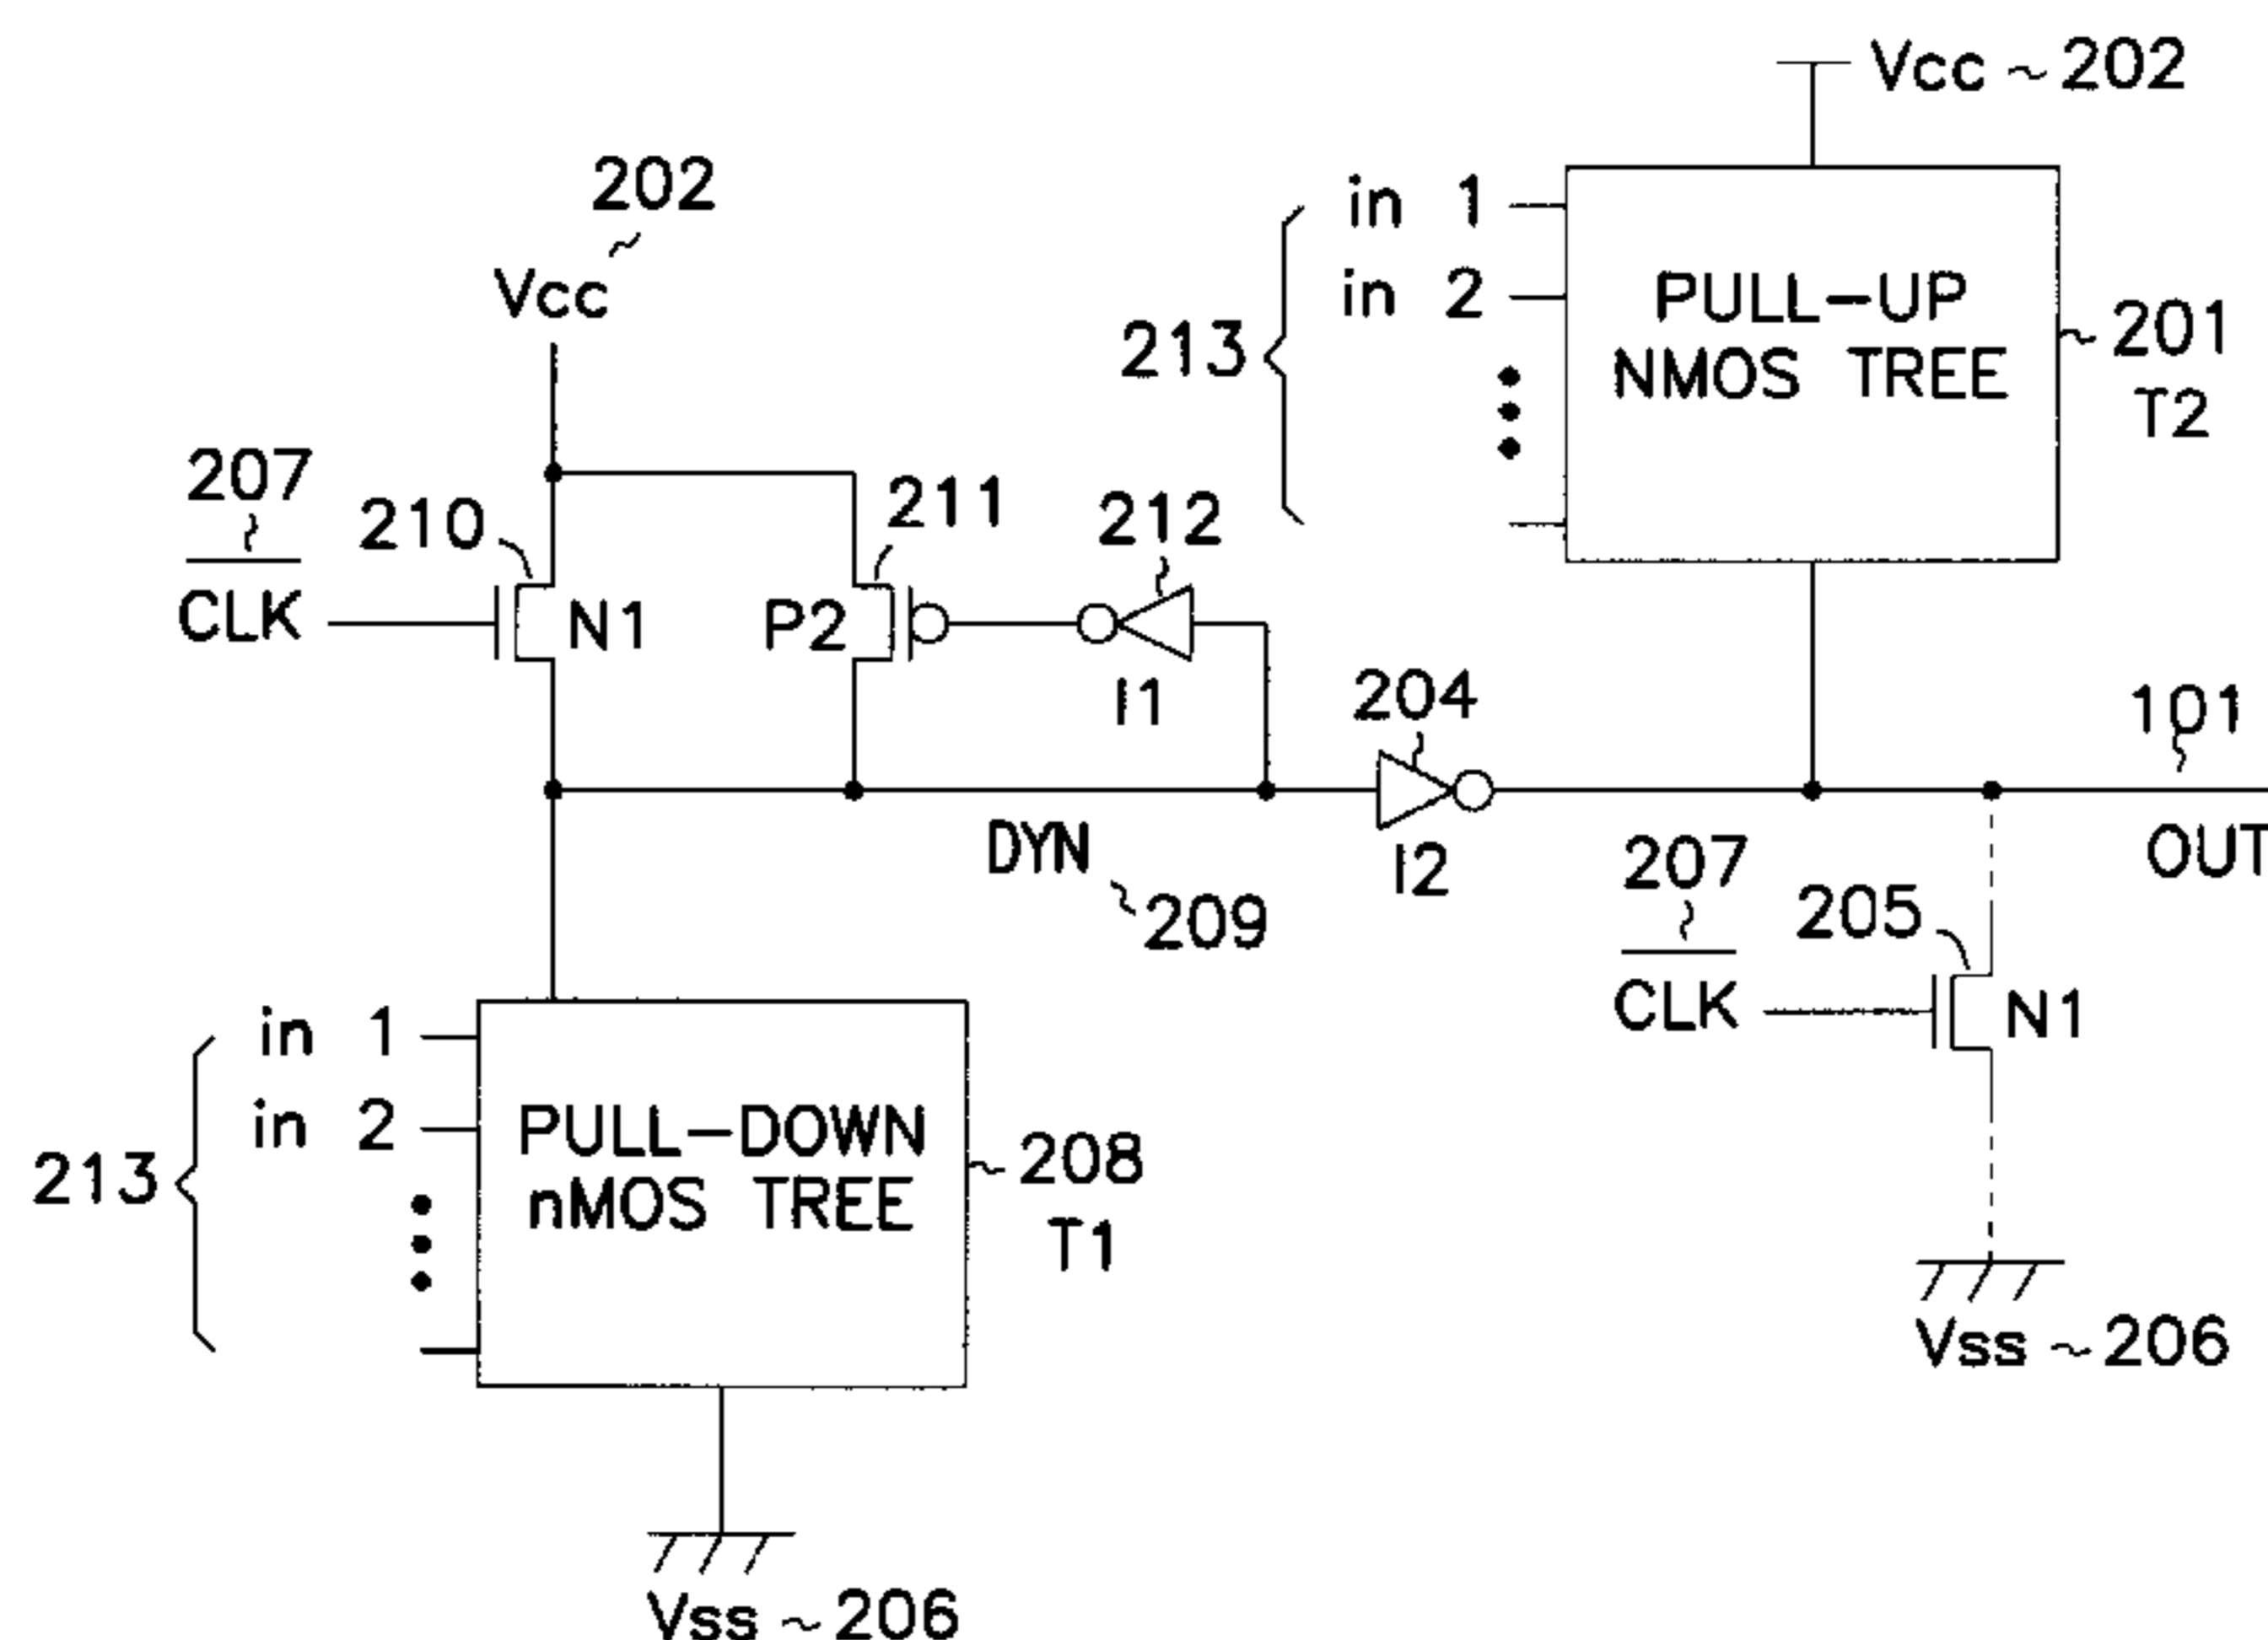 Vcc ~ 202
202
Vcc
in 1
in 2
213
PULL-UP
NMOS TREE
201
T2
207
CLK
210
N1
211
P2
212
I1
204
I2
101
OUT
DYN
209
207
CLK
205
N1
in 1
in 2
213
PULL-DOWN
nMOS TREE
208
T1
Vss ~ 206
Vss ~ 206